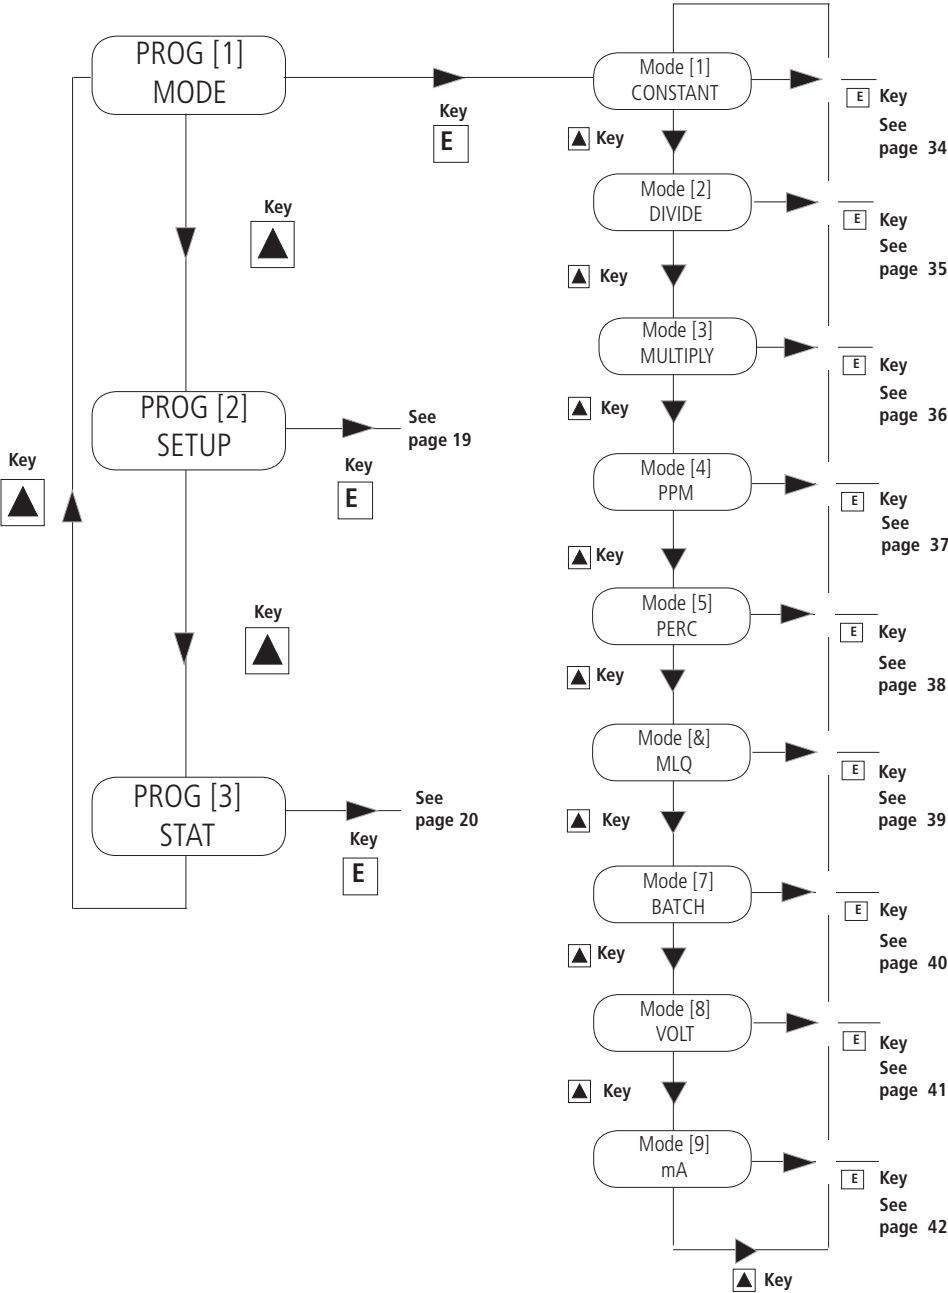 PROG [1]
MODE
Key
E
Key
PROG [2]
SETUP
See
page 19
Key
E
Key
Key
PROG [3]
STAT
See
page 20
Key
E
Mode [1]
CONSTANT
E Key
See
page 34
Key
Mode [2]
DIVIDE
E Key
See
page 35
Key
Mode [3]
MULTIPLY
E Key
See
page 36
Key
Mode [4]
PPM
E Key
See
page 37
Key
Mode [5]
PERC
E Key
See
page 38
Key
Mode [&]
MLQ
E Key
See
page 39
Key
Mode [7]
BATCH
E Key
See
page 40
Key
Mode [8]
VOLT
E Key
See
page 41
Key
Mode [9]
mA
E Key
See
page 42
Key